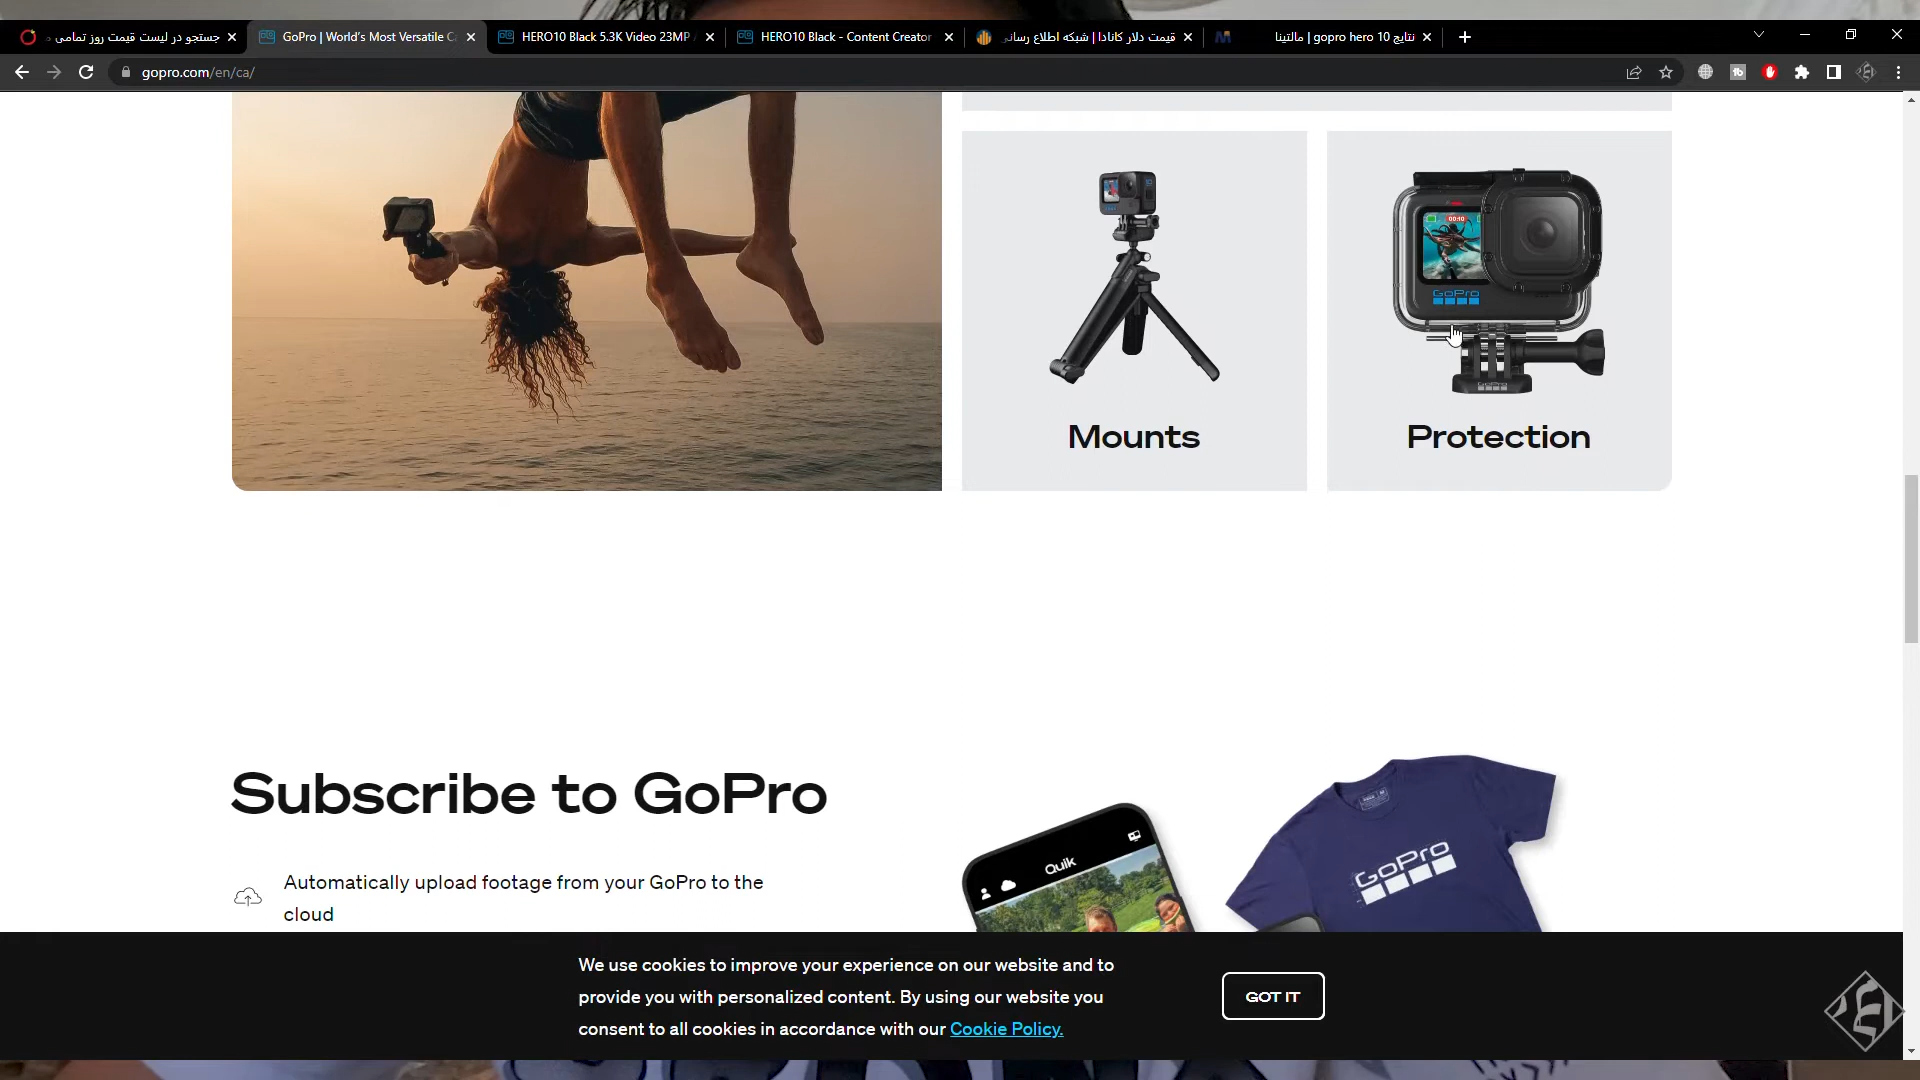 جستجو در لیست قیمت روز تمامی
GoPro | World's Most Versatile C
HERO10 Black 5.3K Video 23MP
HERO10 Black - Content Creator
قیمت دلار کانادا | شبکه اطلاع رسانی
نتایج gopro hero 10 | مالتینا
gopro.com/en/ca/
00:10
GoPro
GoPro
Mounts
Protection
Subscribe to GoPro
Automatically upload footage from your GoPro to the
cloud
Quik
GoPro
We use cookies to improve your experience on our website and to
provide you with personalized content. By using our website you
consent to all cookies in accordance with our Cookie Policy.
GOT IT